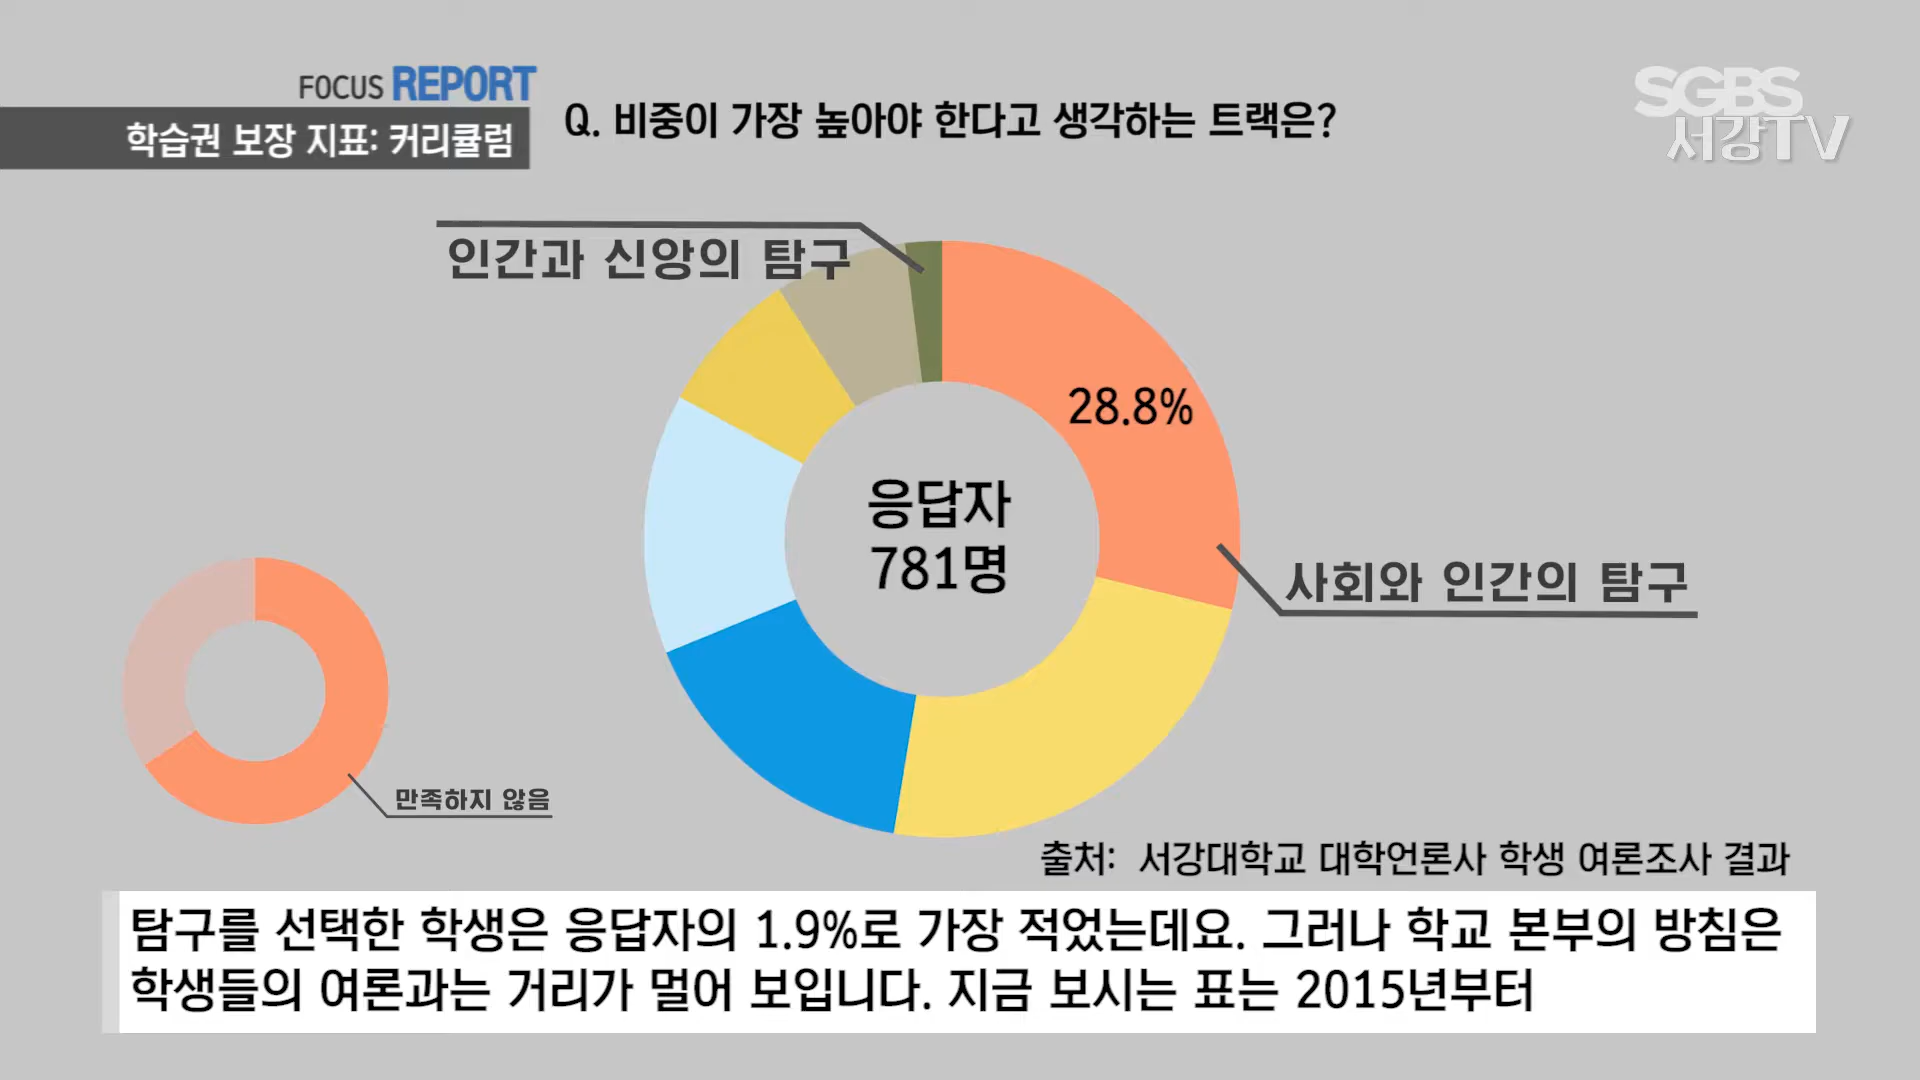 FOCUS REPORT
학습권 보장 지표: 커리큘럼
Q. 비중이 가장 높아야 한다고 생각하는 트랙은?
SGBS
서강TV
인간과 신앙의 탐구
28.8%
응답자
781명
사회와 인간의 탐구
만족하지 않음
출처: 서강대학교 대학언론사 학생 여론조사 결과
탐구를 선택한 학생은 응답자의 1.9%로 가장 적었는데요. 그러나 학교 본부의 방침은
학생들의 여론과는 거리가 멀어 보입니다. 지금 보시는 표는 2015년부터